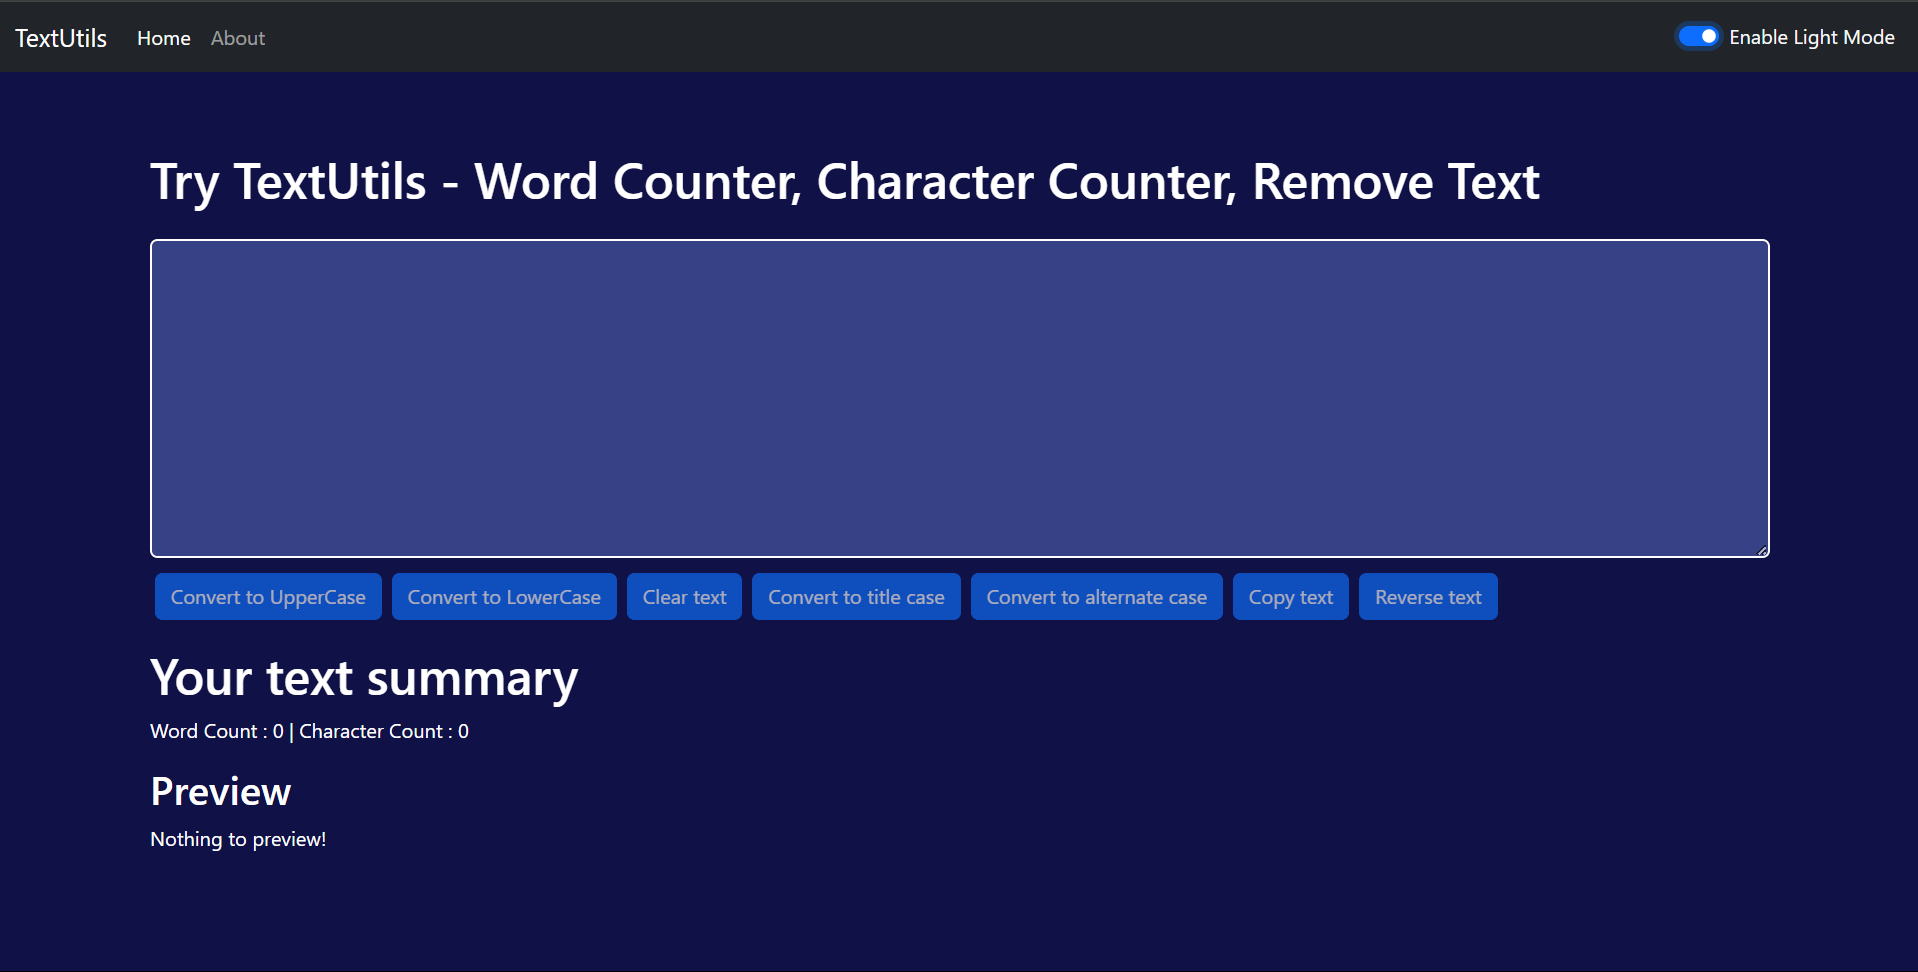 TextUtils Home About Enable Light Mode
Try TextUtils - Word Counter, Character Counter, Remove Text
Convert to UpperCase Convert to LowerCase Clear text Convert to title case Convert to alternate case Copy text Reverse text
Your text summary
Word Count : 0 | Character Count : 0
Preview
Nothing to preview!